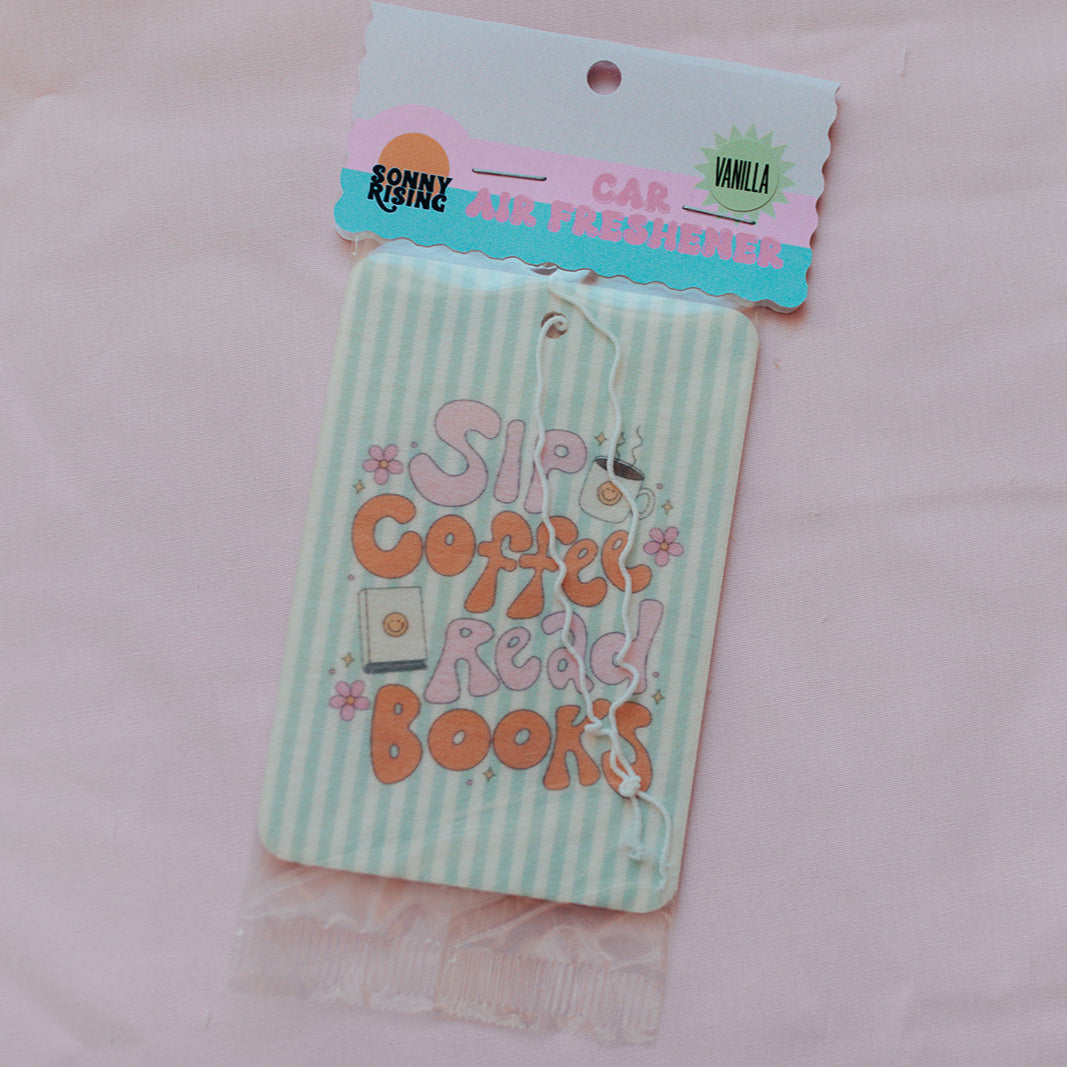 SONNY
RISING
CAR
AIR FRESHENER
VANILLA
Sip
Coffee
Read
Books